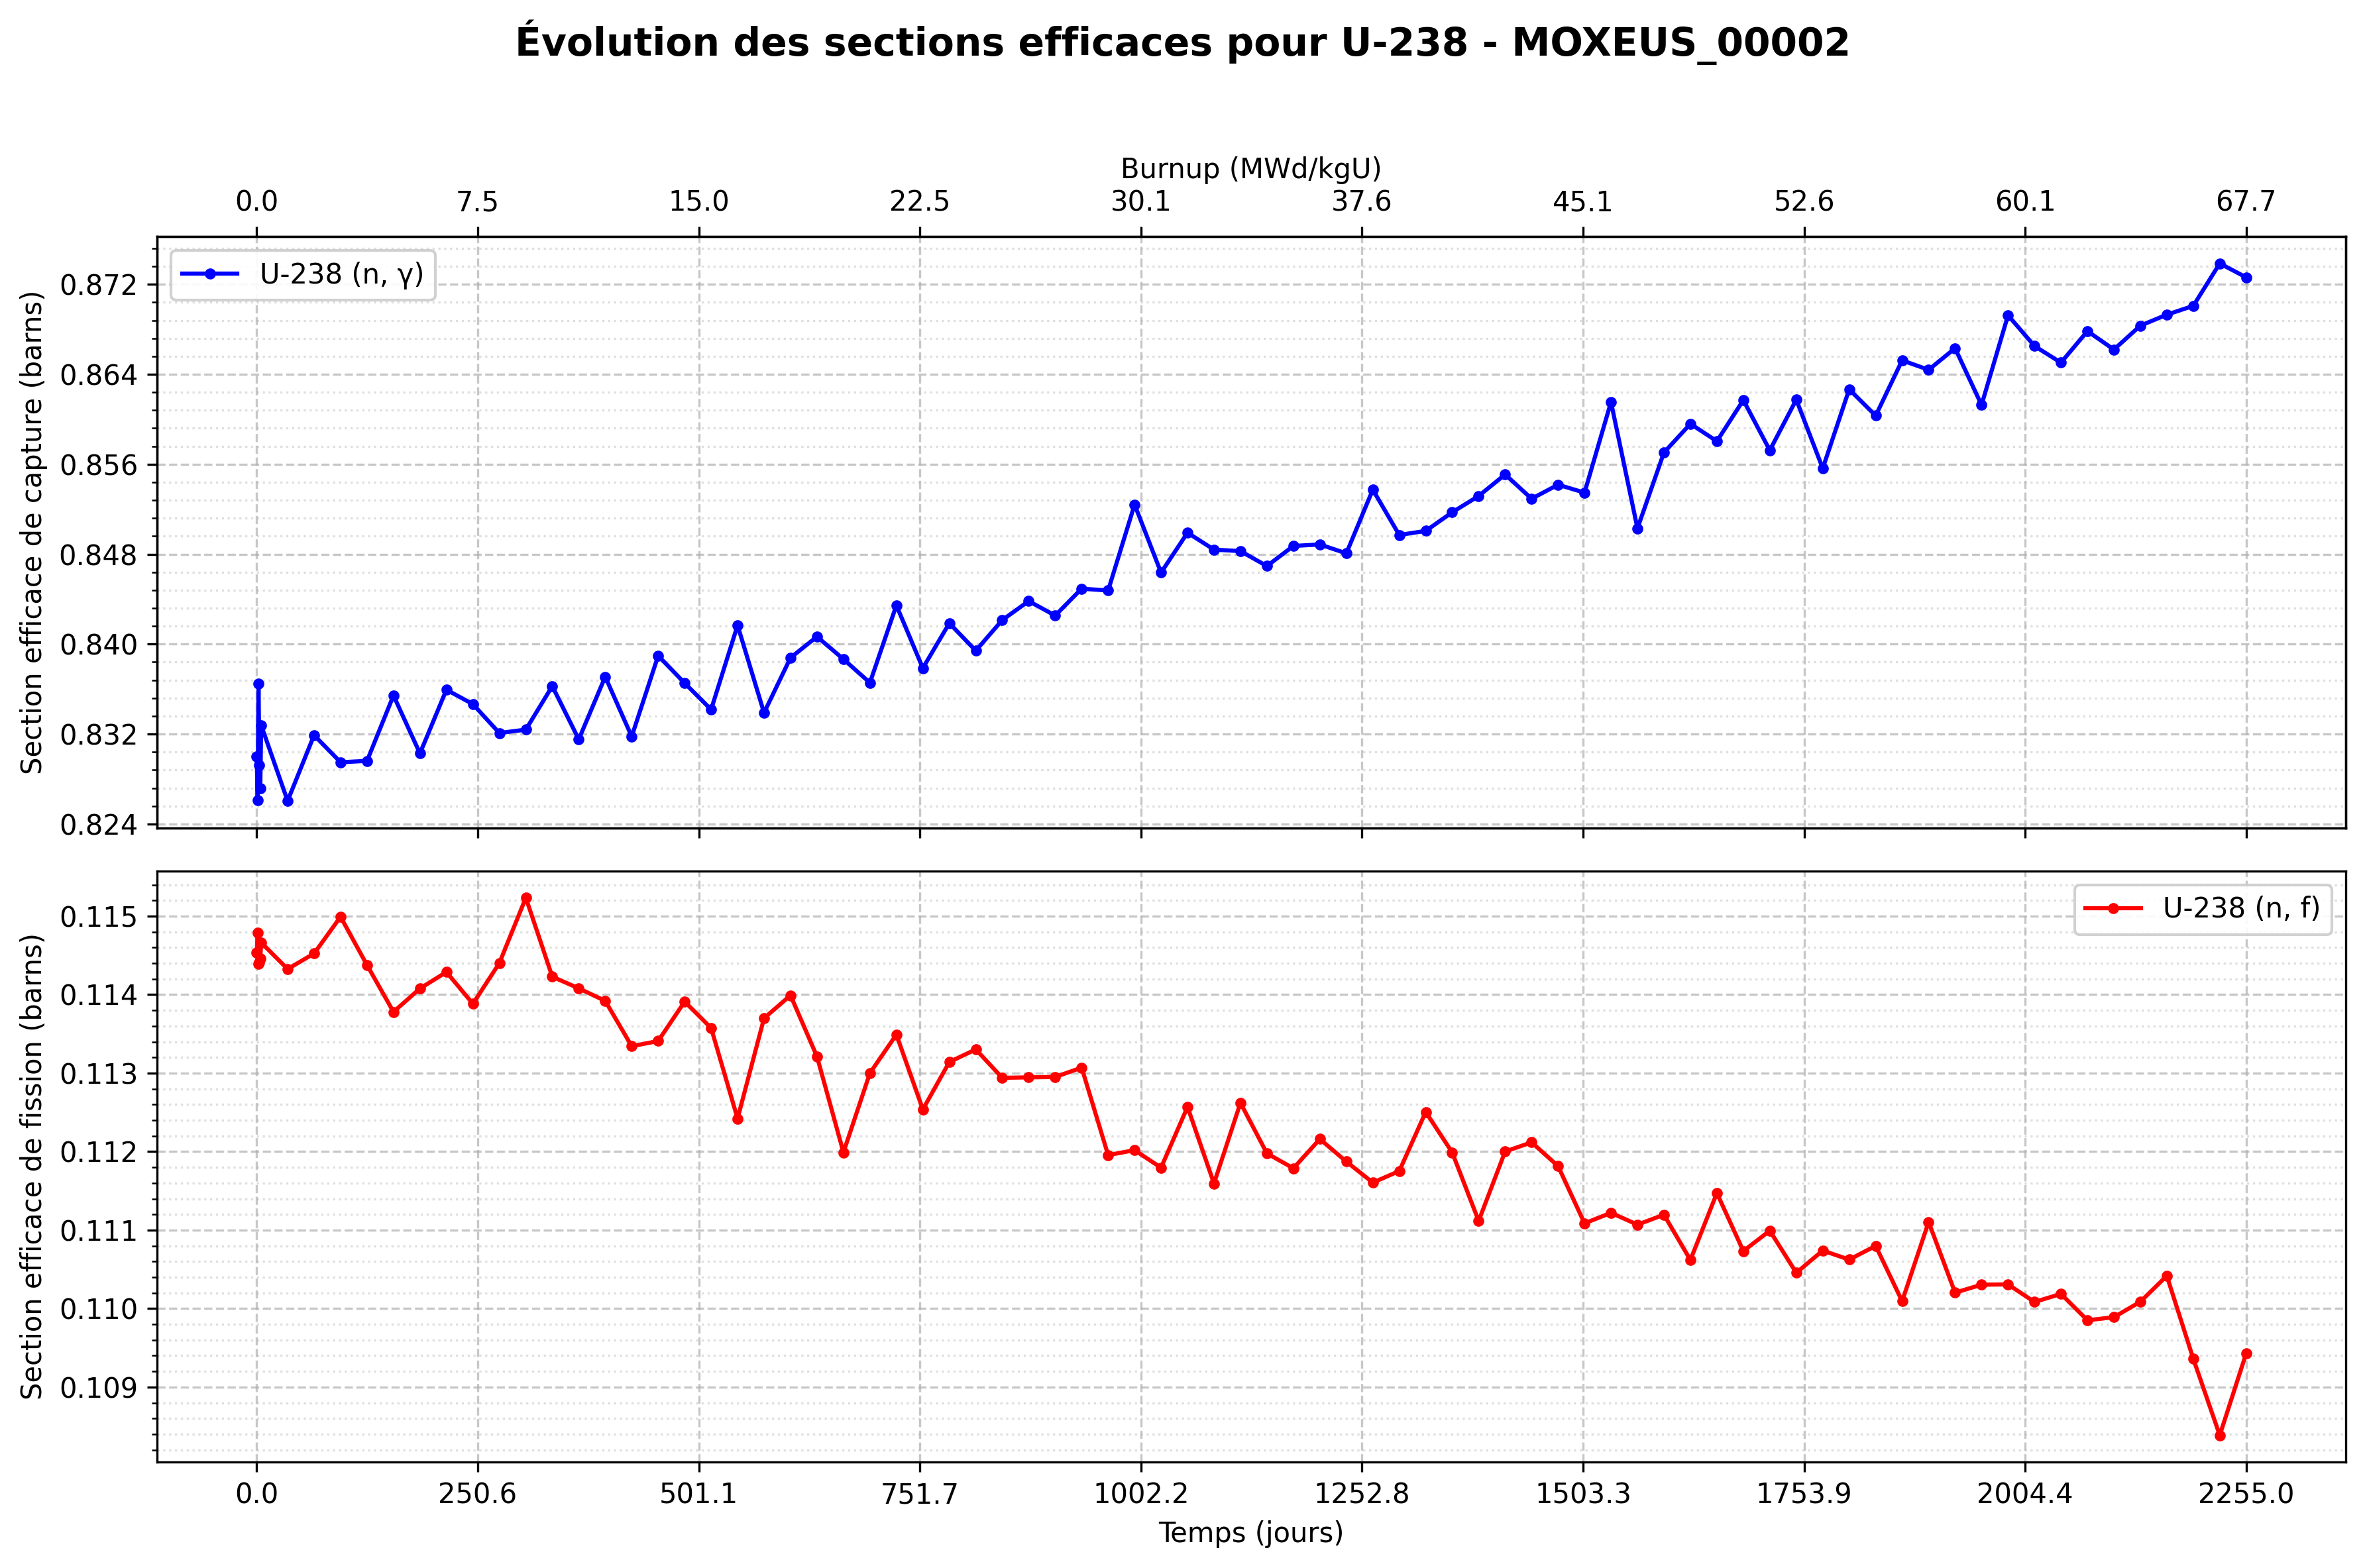 Évolution des sections efficaces pour U-238 - MOXEUS_00002
Burnup (MWd/kgU)
0.0 7.5 15.0 22.5 30.1 37.6 45.1 52.6 60.1 67.7
U-238 (n, γ)
Section efficace de capture (barns)
0.872
0.864
0.856
0.848
0.840
0.832
0.824
U-238 (n, f)
Section efficace de fission (barns)
0.115
0.114
0.113
0.112
0.111
0.110
0.109
0.0 250.6 501.1 751.7 1002.2 1252.8 1503.3 1753.9 2004.4 2255.0
Temps (jours)